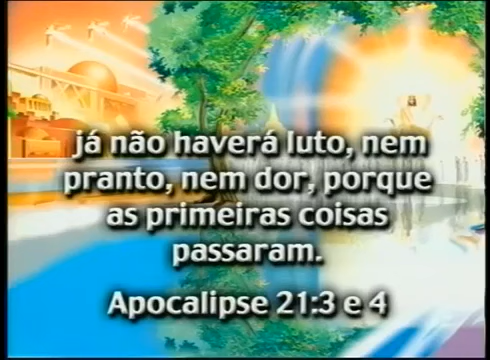 já não haverá luto, nem
pranto, nem dor, porque
as primeiras coisas
passaram.
Apocalipse 21:3 e 4